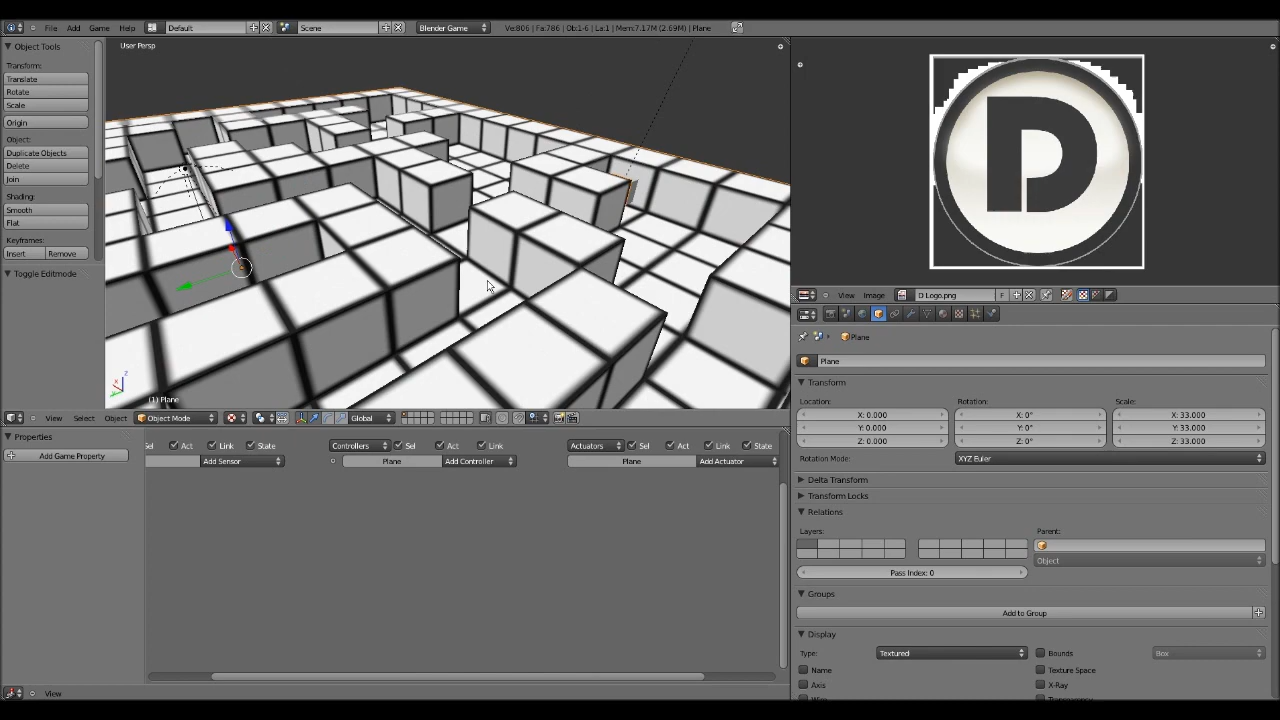 File Add Game Help Default Scene Blender Game Ve:806 | Fa:786 | Ob:1-6 | La:1 | Mem:7.17M (2.69M) | Plane
Object Tools
Transform:
Translate
Rotate
Scale
Origin
Object:
Duplicate Objects
Delete
Join
Shading:
Smooth
Flat
Keyframes:
Insert Remove
Toggle Editmode
User Persp
z
x
(1) Plane
View Select Object Object Mode Global
Properties
Add Game Property
el Act Link State Controllers Sel Act Link Actuators Sel Act Link State
Add Sensor Plane Add Controller Plane Add Actuator
View
D
View Image D Logo.png F
Plane
Plane
Transform
Location: Rotation: Scale:
X: 0.000 X: 0° X: 33.000
Y: 0.000 Y: 0° Y: 33.000
Z: 0.000 Z: 0° Z: 33.000
Rotation Mode: XYZ Euler
Delta Transform
Transform Locks
Relations
Layers: Parent:
Object
Pass Index: 0
Groups
Add to Group
Display
Type: Textured Bounds Box
Name Texture Space
Axis X-Ray